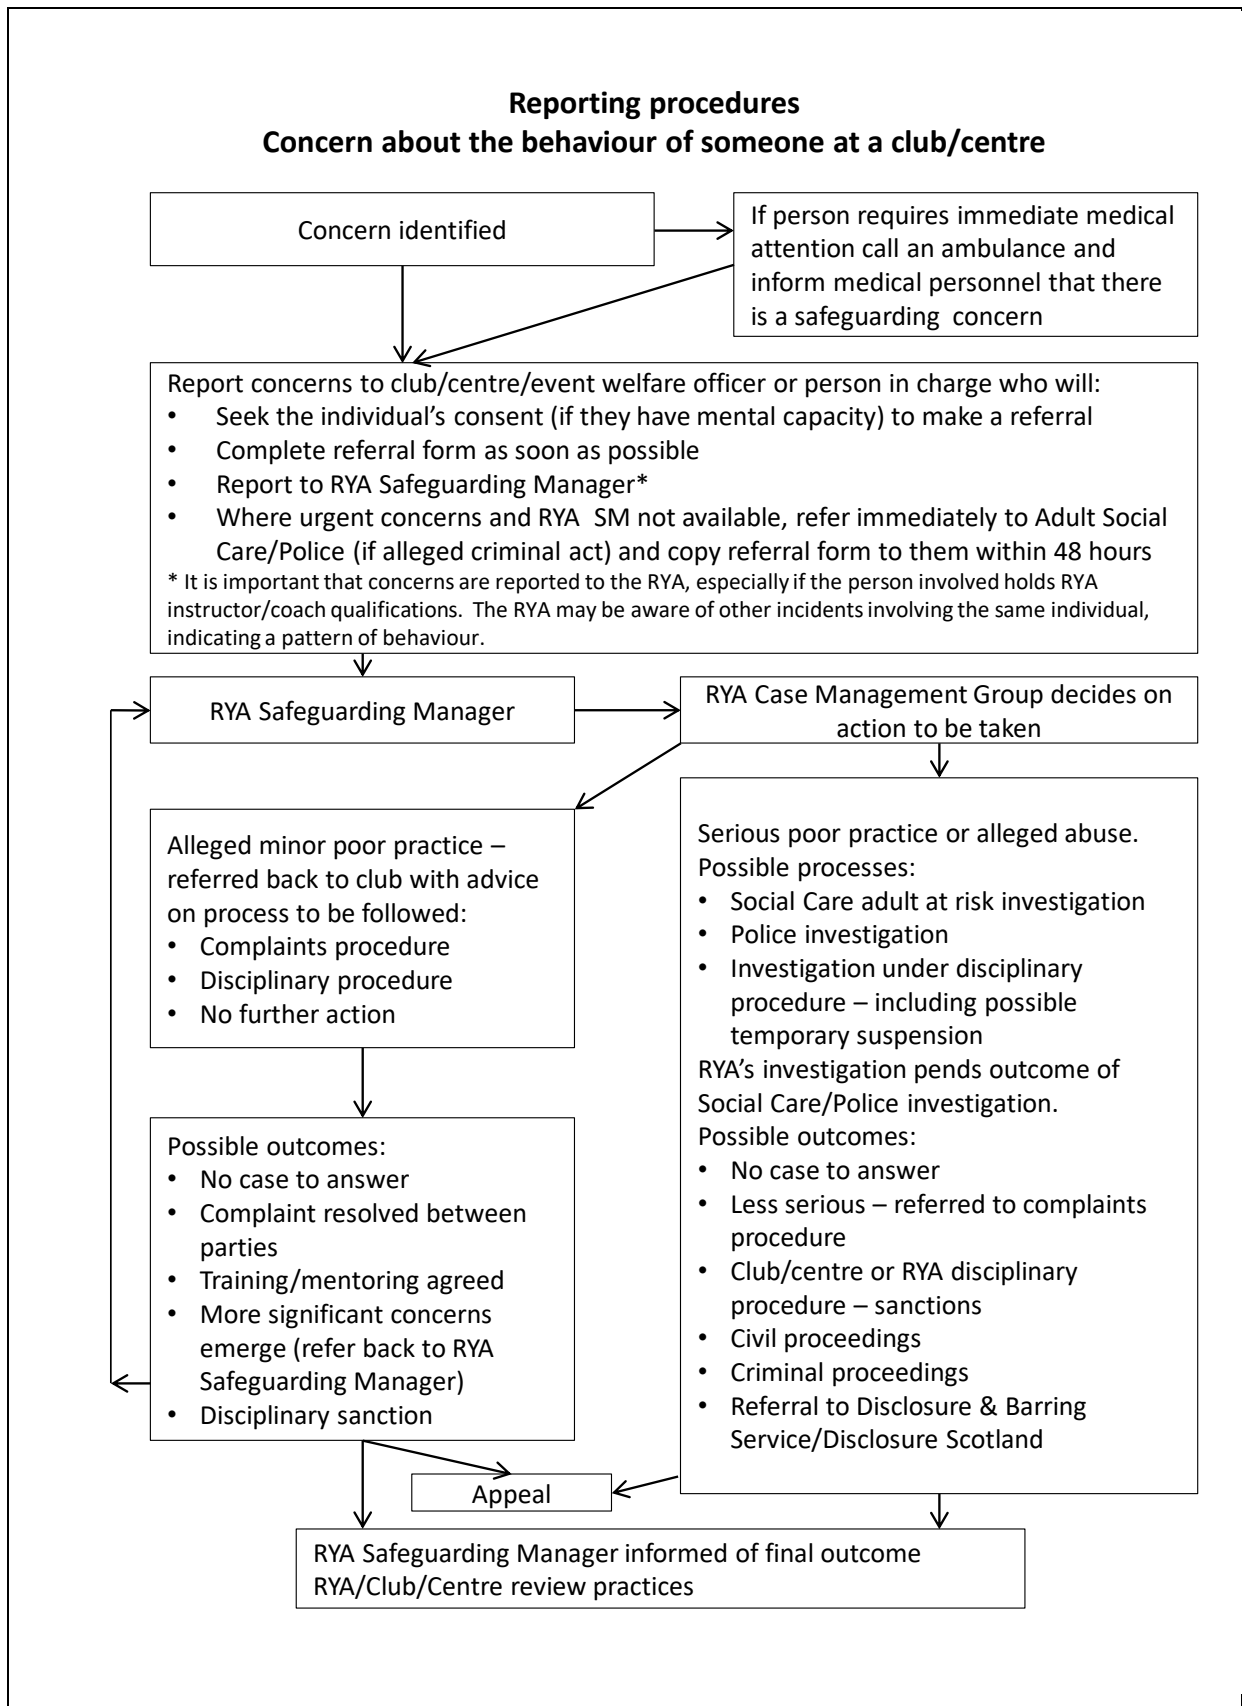 Reporting procedures
Concern about the behaviour of someone at a club/centre
Concern identified
If person requires immediate medical
attention call an ambulance and
inform medical personnel that there
is a safeguarding  concern
Report concerns to club/centre/event welfare officer or person in charge who will:
• Seek the individual’s consent (if they have mental capacity) to make a referral
• Complete referral form as soon as possible
• Report to RYA Safeguarding Manager*
• Where urgent concerns and RYA  SM not available, refer immediately to Adult Social
Care/Police (if alleged criminal act) and copy referral form to them within 48 hours
* It is important that concerns are reported to the RYA, especially if the person involved holds RYA
instructor/coach qualifications.  The RYA may be aware of other incidents involving the same individual,
indicating a pattern of behaviour.
RYA Safeguarding Manager
RYA Case Management Group decides on
action to be taken
Alleged minor poor practice –
referred back to club with advice
on process to be followed:
• Complaints procedure
• Disciplinary procedure
• No further action
Serious poor practice or alleged abuse.
Possible processes:
• Social Care adult at risk investigation
• Police investigation
• Investigation under disciplinary
procedure – including possible
temporary suspension
RYA’s investigation pends outcome of
Social Care/Police investigation.
Possible outcomes:
• No case to answer
• Less serious – referred to complaints
procedure
• Club/centre or RYA disciplinary
procedure – sanctions
• Civil proceedings
• Criminal proceedings
• Referral to Disclosure & Barring
Service/Disclosure Scotland
Possible outcomes:
• No case to answer
• Complaint resolved between
parties
• Training/mentoring agreed
• More significant concerns
emerge (refer back to RYA
Safeguarding Manager)
• Disciplinary sanction
Appeal
RYA Safeguarding Manager informed of final outcome
RYA/Club/Centre review practices